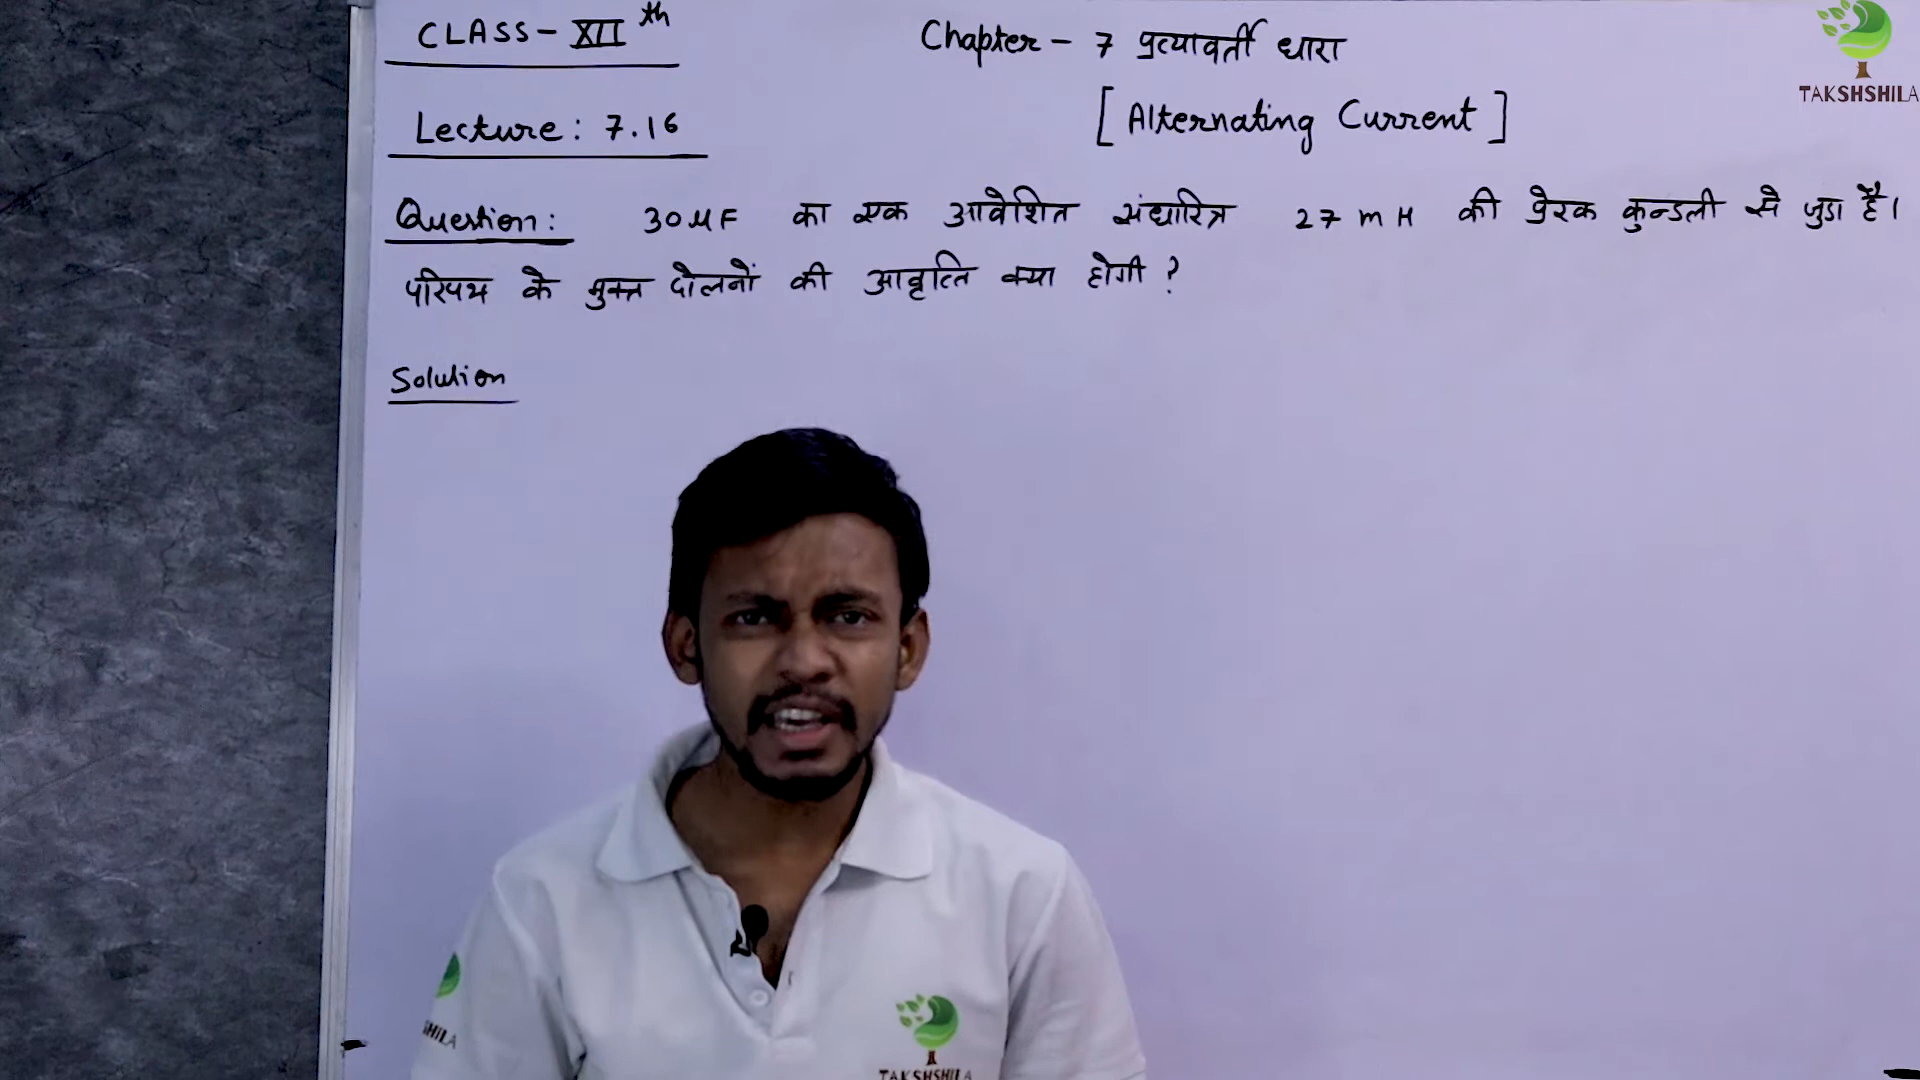 CLASS - XII th
Chapter - 7 प्रत्यावर्ती धारा
[ Alternating Current ]
TAKSHSHILA
Lecture : 7.16
Question : 30 μF का एक आवेशित संधारित्र 27 m H की प्रेरक कुन्डली से जुडा है।
परिपथ के मुक्त दोलनों की आवृत्ति क्या होगी ?
Solution
SHILA
TAKSHSHILA